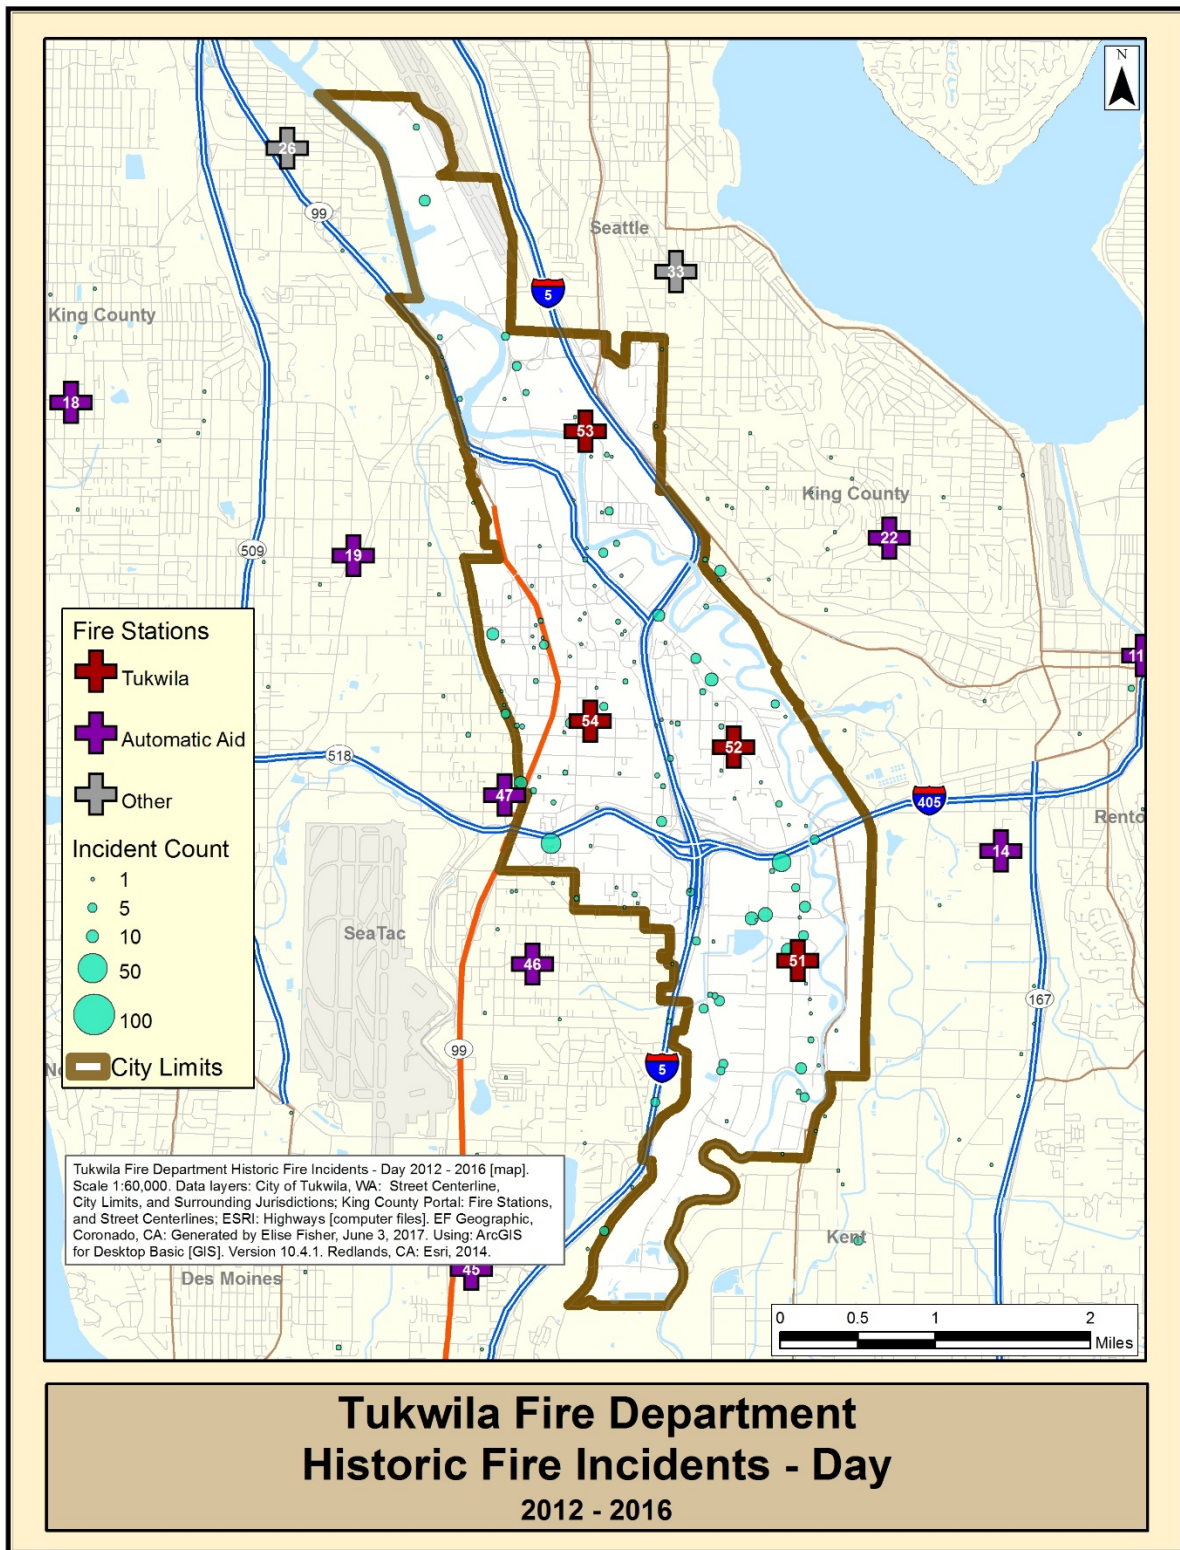 N
26
99
Seattle
33
5
King County
18
53
King County
22
19
509
11
Fire Stations
Tukwila
Automatic Aid
Other
Incident Count
1
5
10
50
100
City Limits
54
52
518
47
405
Rento
14
SeaTac
46
51
167
99
5
Tukwila Fire Department Historic Fire Incidents - Day 2012 - 2016 [map].
Scale 1:60,000. Data layers: City of Tukwila, WA: Street Centerline,
City Limits, and Surrounding Jurisdictions; King County Portal: Fire Stations,
and Street Centerlines; ESRI: Highways [computer files]. EF Geographic,
Coronado, CA: Generated by Elise Fisher, June 3, 2017. Using: ArcGIS
for Desktop Basic [GIS]. Version 10.4.1. Redlands, CA: Esri, 2014.
Kent
45
Des Moines
0 0.5 1 2
Miles
Tukwila Fire Department
Historic Fire Incidents - Day
2012 - 2016